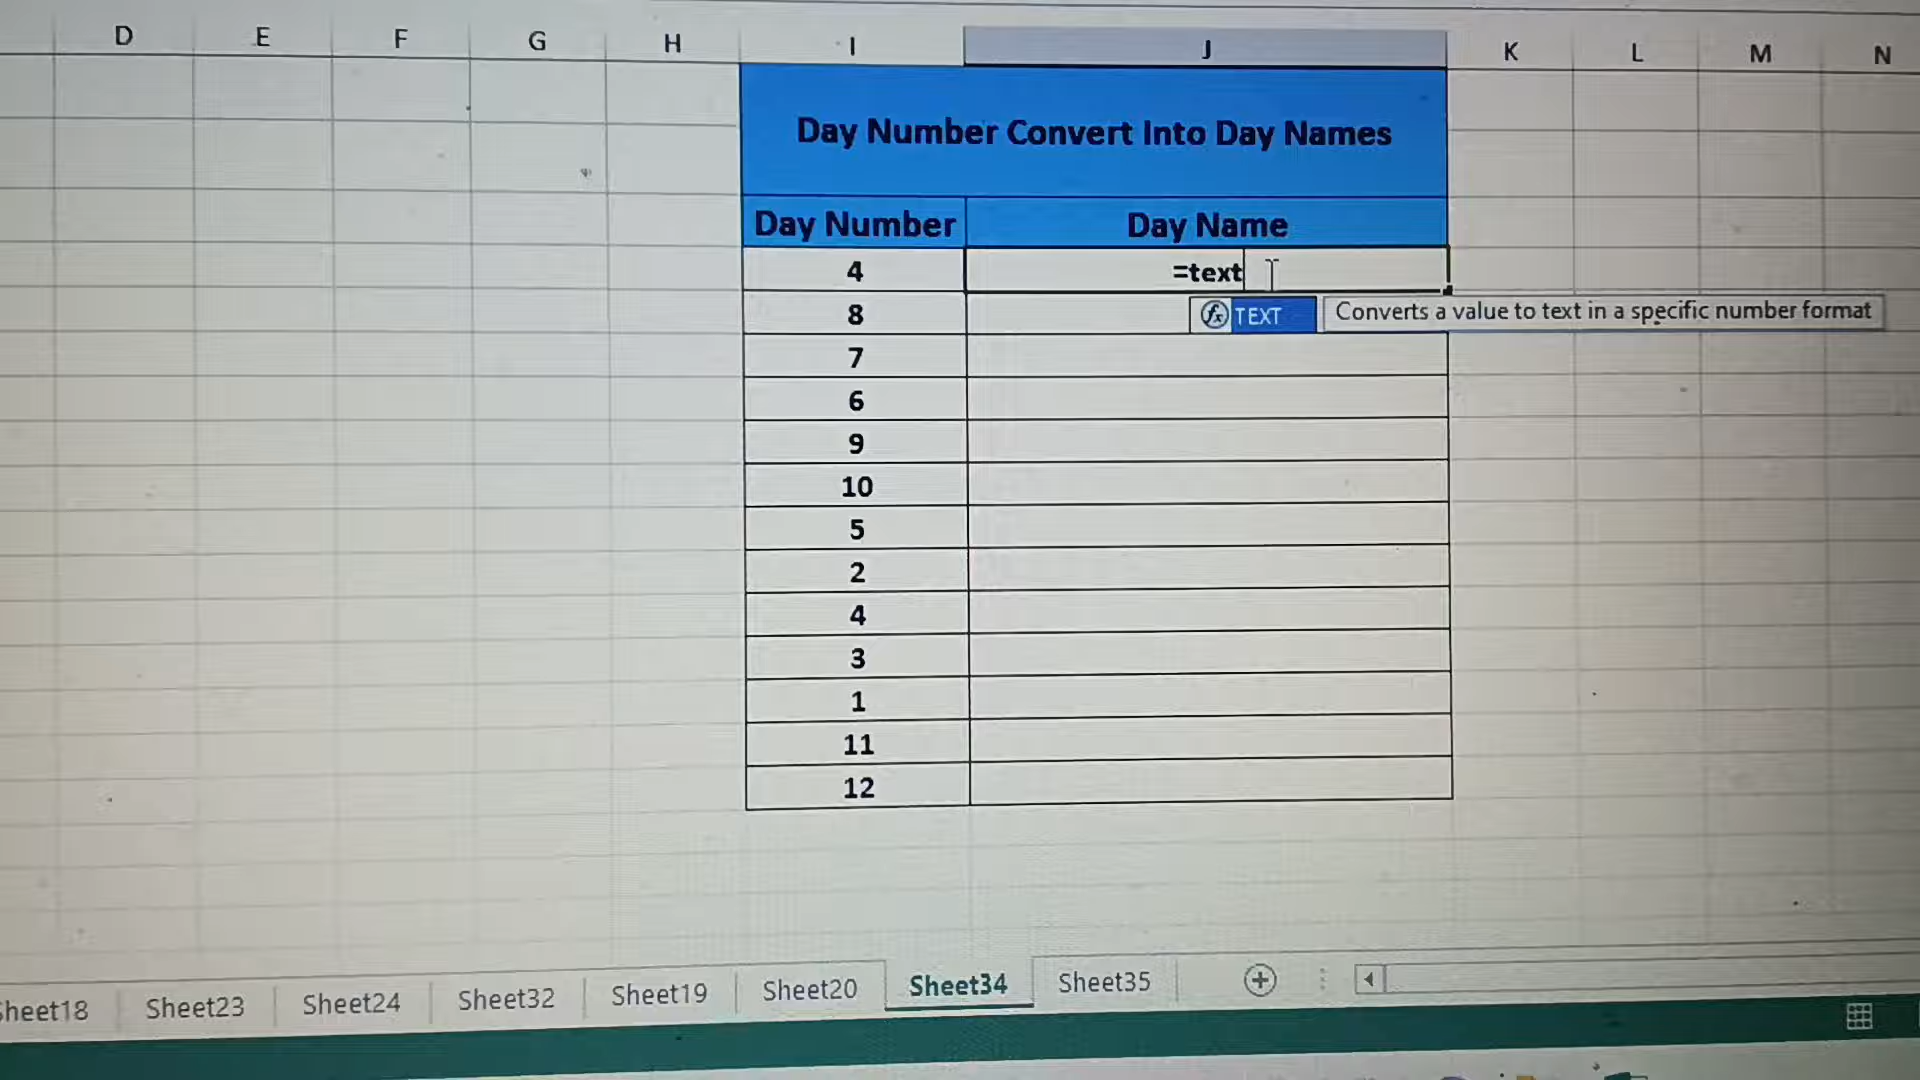 D E F G H I J K L M N
Day Number Convert Into Day Names
Day Number Day Name
4 =text
8 TEXT Converts a value to text in a specific number format
7
6
9
10
5
2
4
3
1
11
12
Sheet18 Sheet23 Sheet24 Sheet32 Sheet19 Sheet20 Sheet34 Sheet35